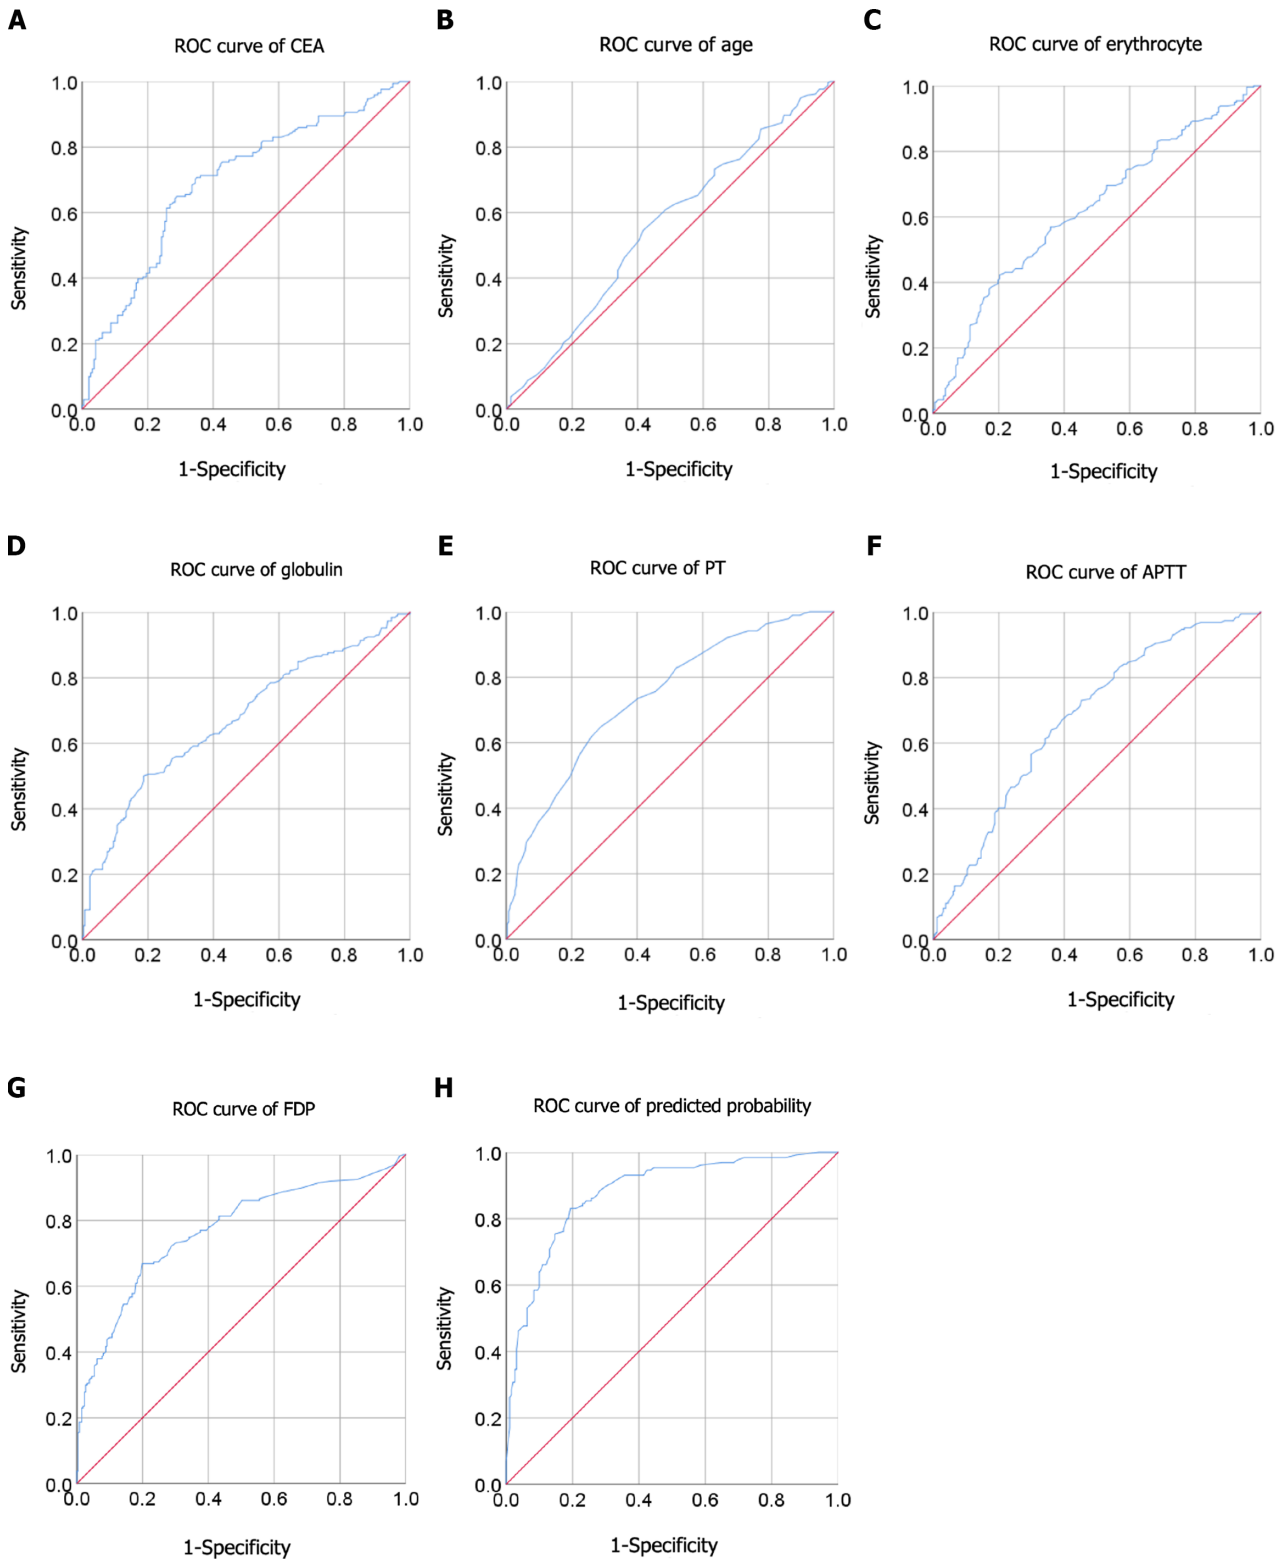 A
ROC curve of CEA
1.0
0.8
0.6
0.4
0.2
0.0
0.0 0.2 0.4 0.6 0.8 1.0
Sensitivity
1-Specificity
B
ROC curve of age
1.0
0.8
0.6
0.4
0.2
0.0
0.0 0.2 0.4 0.6 0.8 1.0
Sensitivity
1-Specificity
C
ROC curve of erythrocyte
1.0
0.8
0.6
0.4
0.2
0.0
0.0 0.2 0.4 0.6 0.8 1.0
Sensitivity
1-Specificity
D
ROC curve of globulin
1.0
0.8
0.6
0.4
0.2
0.0
0.0 0.2 0.4 0.6 0.8 1.0
Sensitivity
1-Specificity
E
ROC curve of PT
1.0
0.8
0.6
0.4
0.2
0.0
0.0 0.2 0.4 0.6 0.8 1.0
Sensitivity
1-Specificity
F
ROC curve of APTT
1.0
0.8
0.6
0.4
0.2
0.0
0.0 0.2 0.4 0.6 0.8 1.0
Sensitivity
1-Specificity
G
ROC curve of FDP
1.0
0.8
0.6
0.4
0.2
0.0
0.0 0.2 0.4 0.6 0.8 1.0
Sensitivity
1-Specificity
H
ROC curve of predicted probability
1.0
0.8
0.6
0.4
0.2
0.0
0.0 0.2 0.4 0.6 0.8 1.0
Sensitivity
1-Specificity